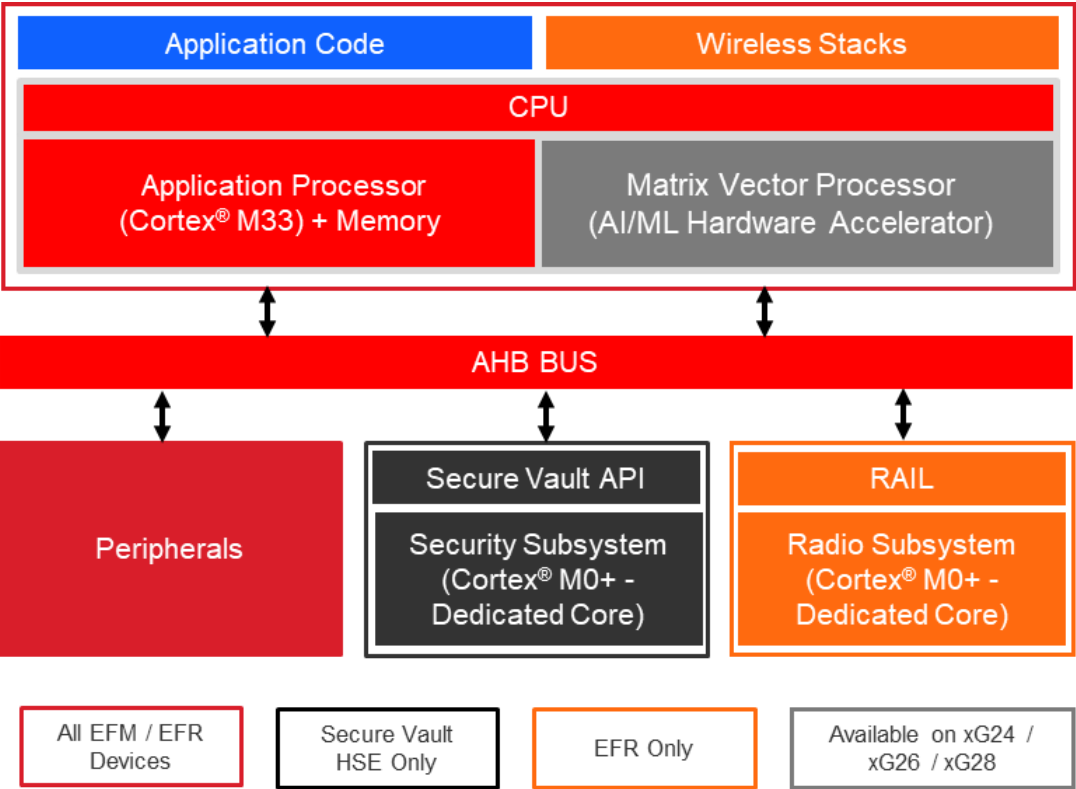 Application Code
Wireless Stacks
CPU
Application Processor
(Cortex® M33) + Memory
Matrix Vector Processor
(AI/ML Hardware Accelerator)
AHB BUS
Peripherals
Secure Vault API
Security Subsystem
(Cortex® M0+ -
Dedicated Core)
RAIL
Radio Subsystem
(Cortex® M0+ -
Dedicated Core)
All EFM / EFR
Devices
Secure Vault
HSE Only
EFR Only
Available on xG24 /
xG26 / xG28